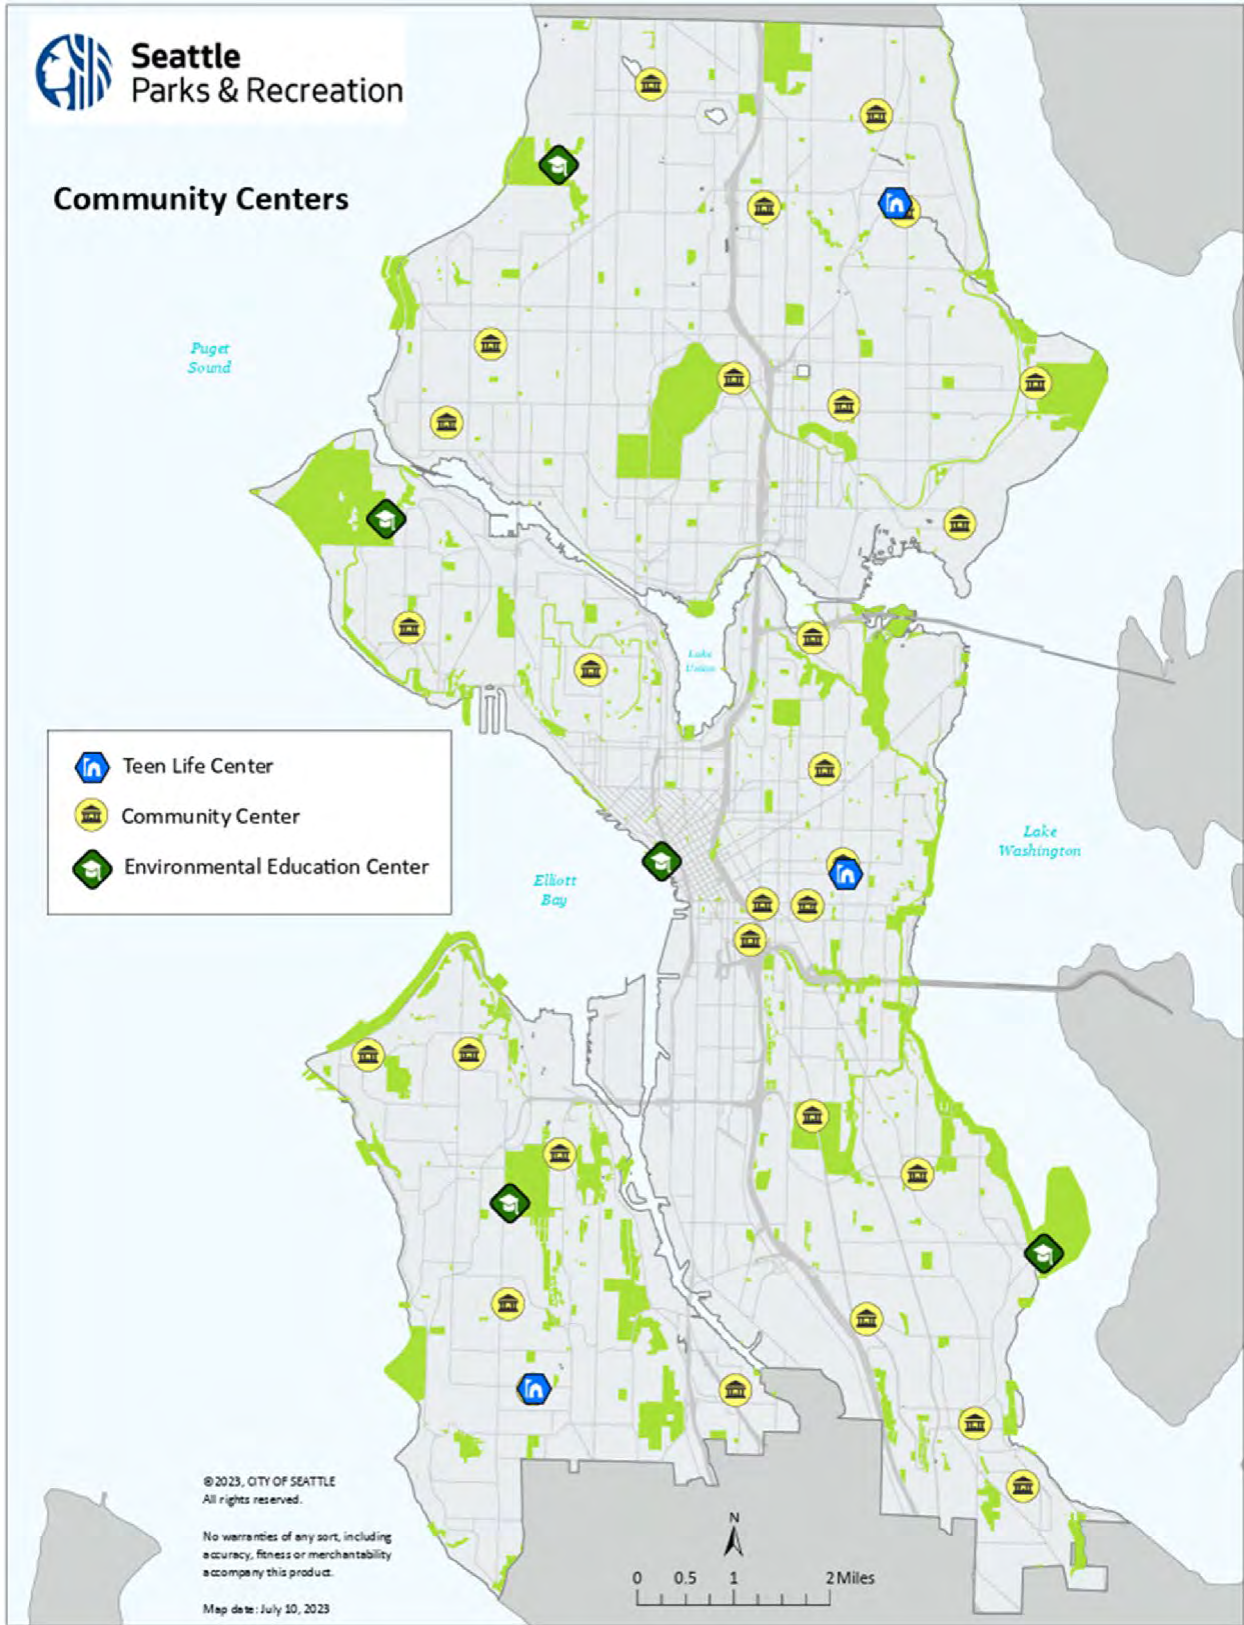 Seattle
Parks & Recreation
Community Centers
Puget
Sound
Lake
Union
Teen Life Center
Community Center
Environmental Education Center
Elliott
Bay
Lake
Washington
©2023, CITY OF SEATTLE
All rights reserved.
No warranties of any sort, including
accuracy, fitness or merchantability
accompany this product.
Map date: July 10, 2023
N
0 0.5 1 2 Miles